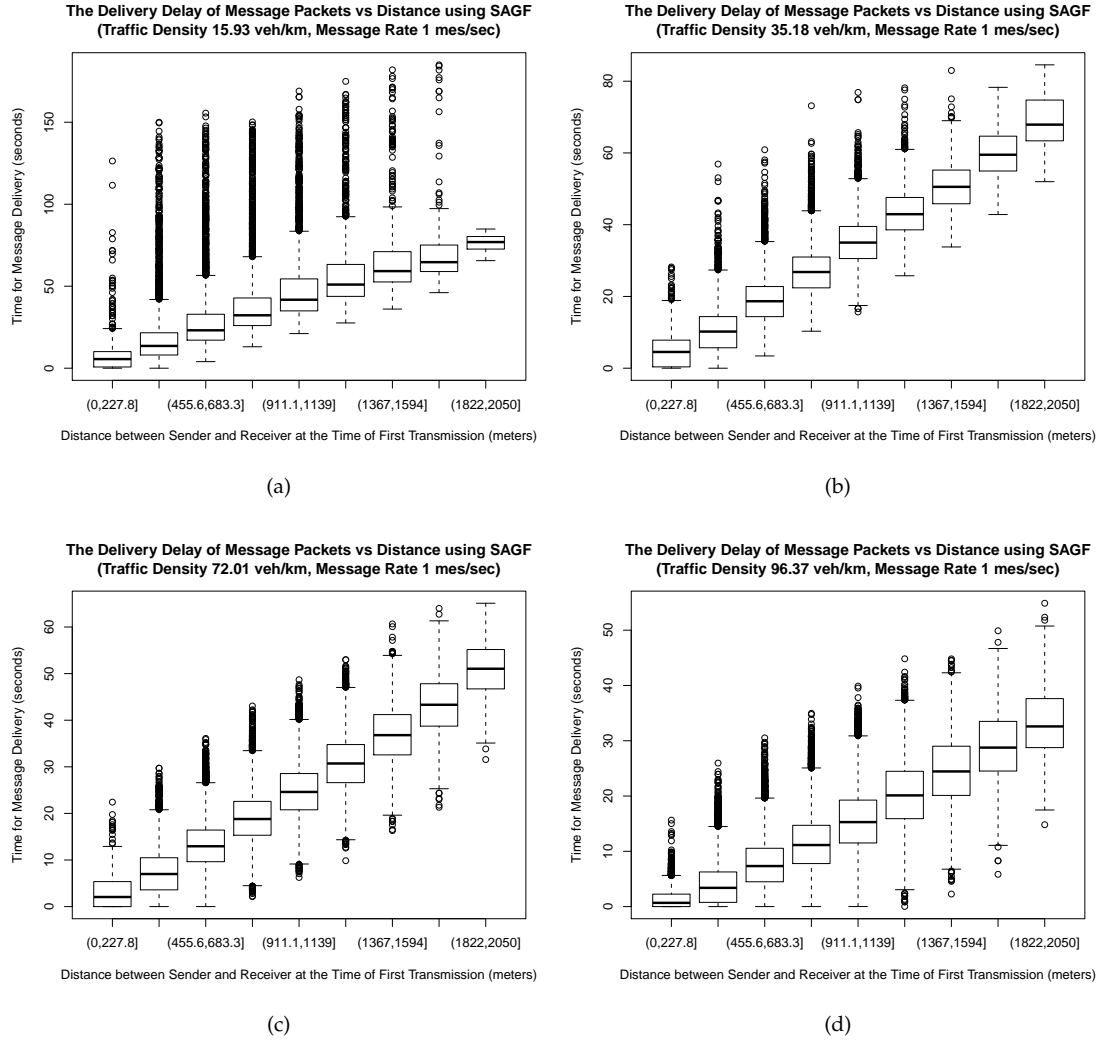 The Delivery Delay of Message Packets vs Distance using SAGF
(Traffic Density 15.93 veh/km, Message Rate 1 mes/sec)
Time for Message Delivery (seconds)
150
100
50
0
(0,227.8] (455.6,683.3] (911.1,1139] (1367,1594] (1822,2050]
Distance between Sender and Receiver at the Time of First Transmission (meters)
(a)
The Delivery Delay of Message Packets vs Distance using SAGF
(Traffic Density 35.18 veh/km, Message Rate 1 mes/sec)
Time for Message Delivery (seconds)
80
60
40
20
0
(0,227.8] (455.6,683.3] (911.1,1139] (1367,1594] (1822,2050]
Distance between Sender and Receiver at the Time of First Transmission (meters)
(b)
The Delivery Delay of Message Packets vs Distance using SAGF
(Traffic Density 72.01 veh/km, Message Rate 1 mes/sec)
Time for Message Delivery (seconds)
60
50
40
30
20
10
0
(0,227.8] (455.6,683.3] (911.1,1139] (1367,1594] (1822,2050]
Distance between Sender and Receiver at the Time of First Transmission (meters)
(c)
The Delivery Delay of Message Packets vs Distance using SAGF
(Traffic Density 96.37 veh/km, Message Rate 1 mes/sec)
Time for Message Delivery (seconds)
50
40
30
20
10
0
(0,227.8] (455.6,683.3] (911.1,1139] (1367,1594] (1822,2050]
Distance between Sender and Receiver at the Time of First Transmission (meters)
(d)